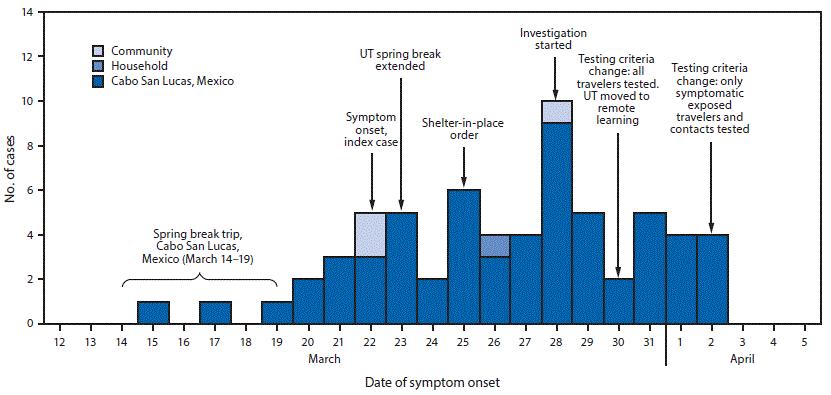 14
12
10
8
6
4
2
0
No. of cases
Community
Household
Cabo San Lucas, Mexico
Spring break trip,
Cabo San Lucas,
Mexico (March 14–19)
Symptom
onset,
index case
UT spring break
extended
Shelter-in-place
order
Investigation
started
Testing criteria
change: all
travelers tested.
UT moved to
remote
learning
Testing criteria
change: only
symptomatic
exposed
travelers and
contacts tested
12 13 14 15 16 17 18 19 20 21 22 23 24 25 26 27 28 29 30 31 1 2 3 4 5
March April
Date of symptom onset